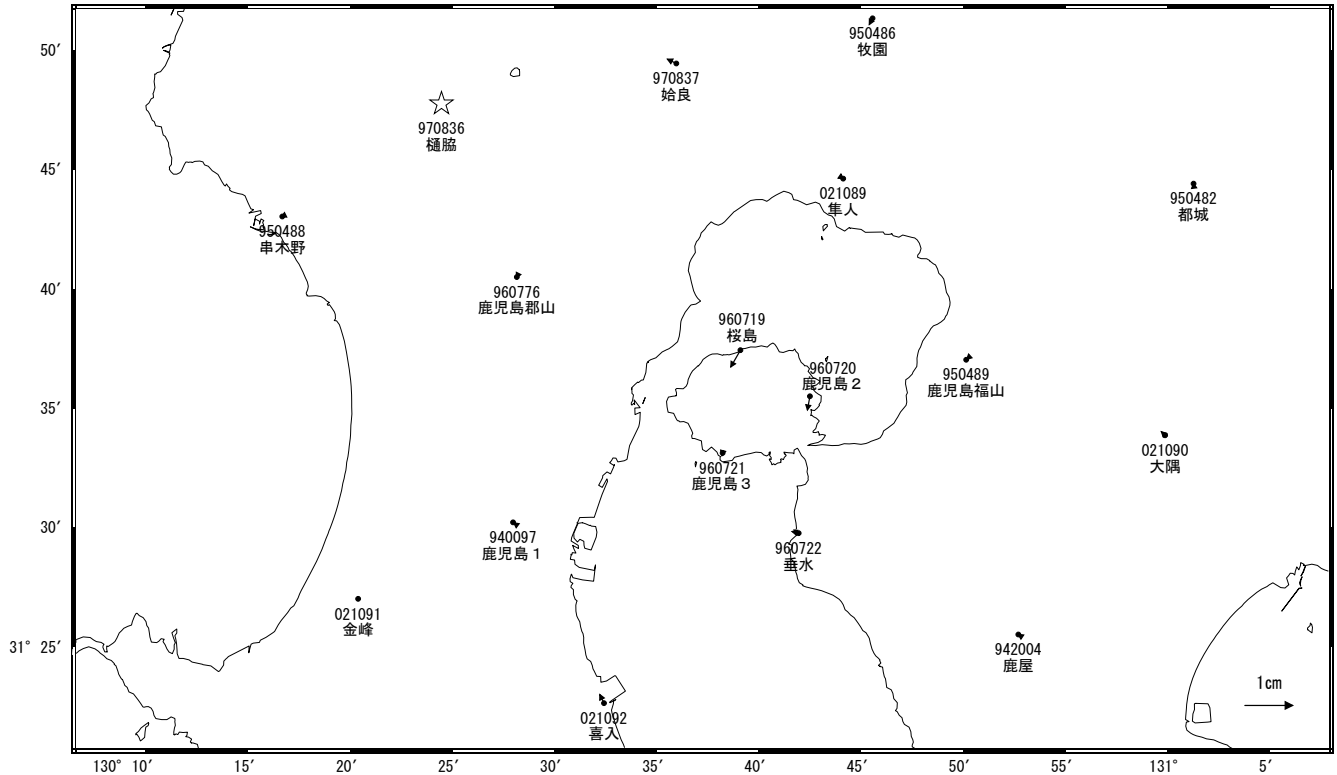 50′
950486
牧園
970837
姶良
970836
樋脇
45′
021089
隼人
950482
都城
950488
串木野
40′
960776
鹿児島郡山
960719
桜島
960720
鹿児島2
950489
鹿児島福山
35′
021090
大隅
960721
鹿児島3
30′
940097
鹿児島1
960722
垂水
021091
金峰
31° 25′
942004
鹿屋
1cm
021092
喜入
130° 10′ 15′ 20′ 25′ 30′ 35′ 40′ 45′ 50′ 55′ 131° 5′